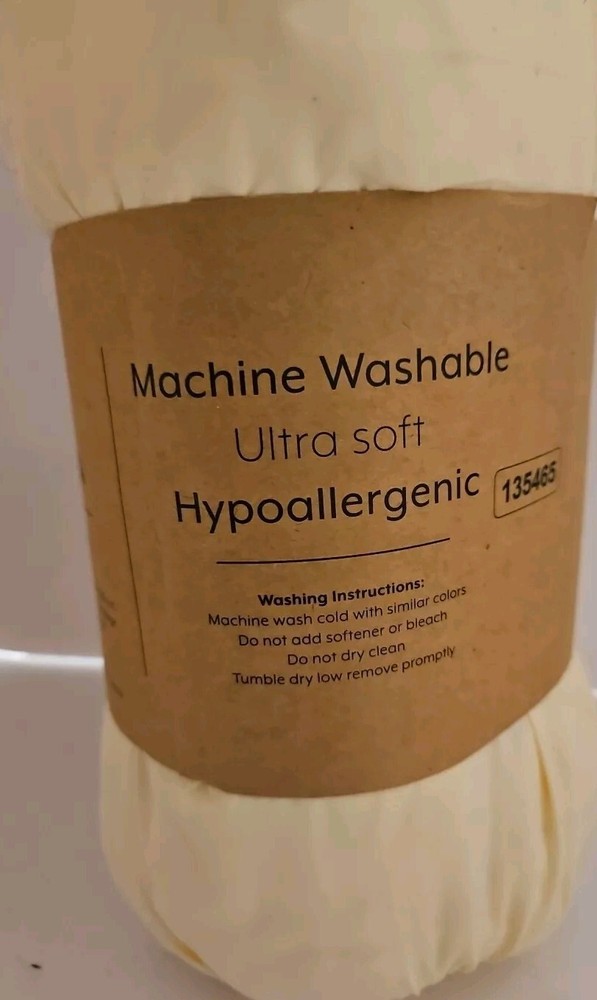 Machine Washable
Ultra soft
Hypoallergenic
135465
Washing Instructions:
Machine wash cold with similar colors
Do not add softener or bleach
Do not dry clean
Tumble dry low remove promptly